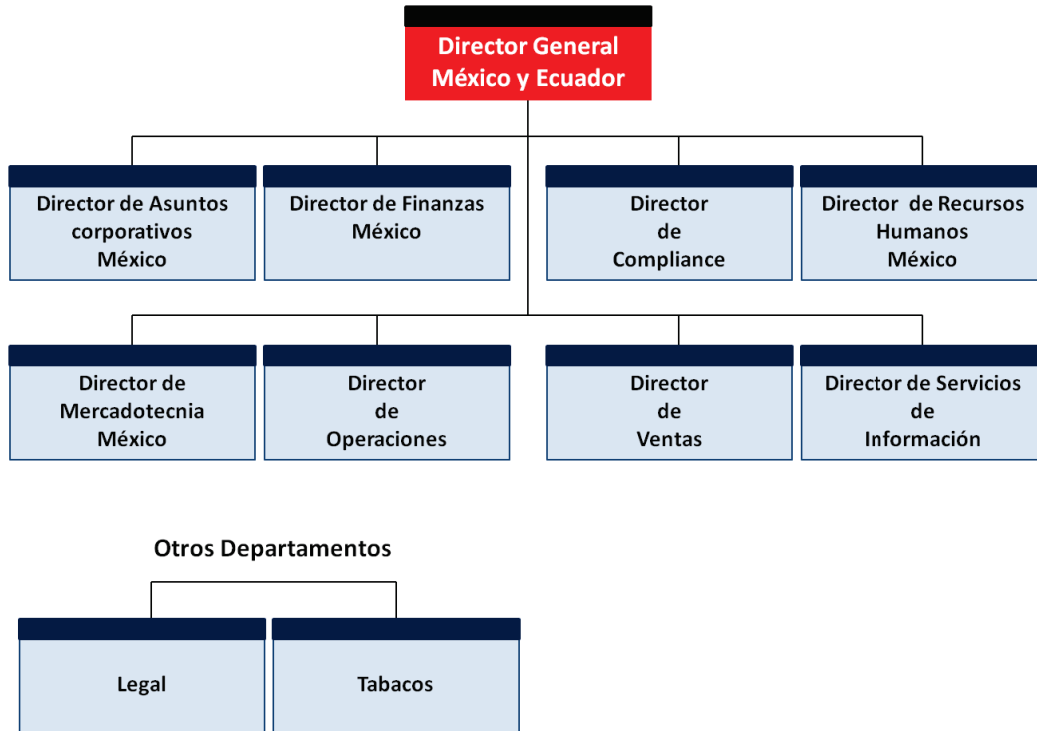 Director General
México y Ecuador
Director de Asuntos
corporativos
México
Director de Finanzas
México
Director
de
Compliance
Director  de Recursos
Humanos
México
Director de
Mercadotecnia
México
Director
de
Operaciones
Director
de
Ventas
Director de Servicios
de
Información
Otros Departamentos
Legal
Tabacos